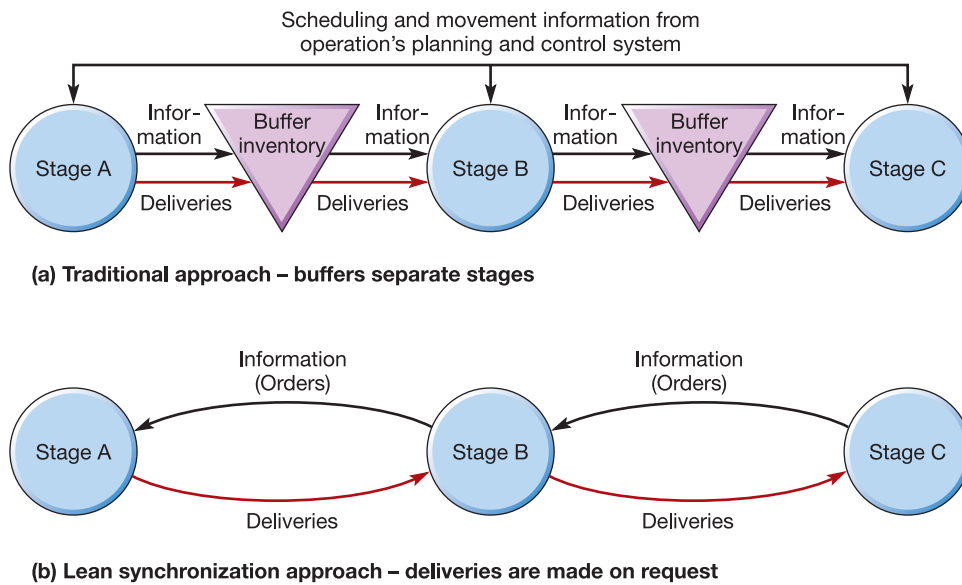 Scheduling and movement information from
operation's planning and control system
Stage A
Infor-
mation
Buffer
inventory
Infor-
mation
Stage B
Infor-
mation
Buffer
inventory
Infor-
mation
Stage C
Deliveries
Deliveries
Deliveries
Deliveries
(a) Traditional approach – buffers separate stages
Information
(Orders)
Information
(Orders)
Stage A
Stage B
Stage C
Deliveries
Deliveries
(b) Lean synchronization approach – deliveries are made on request